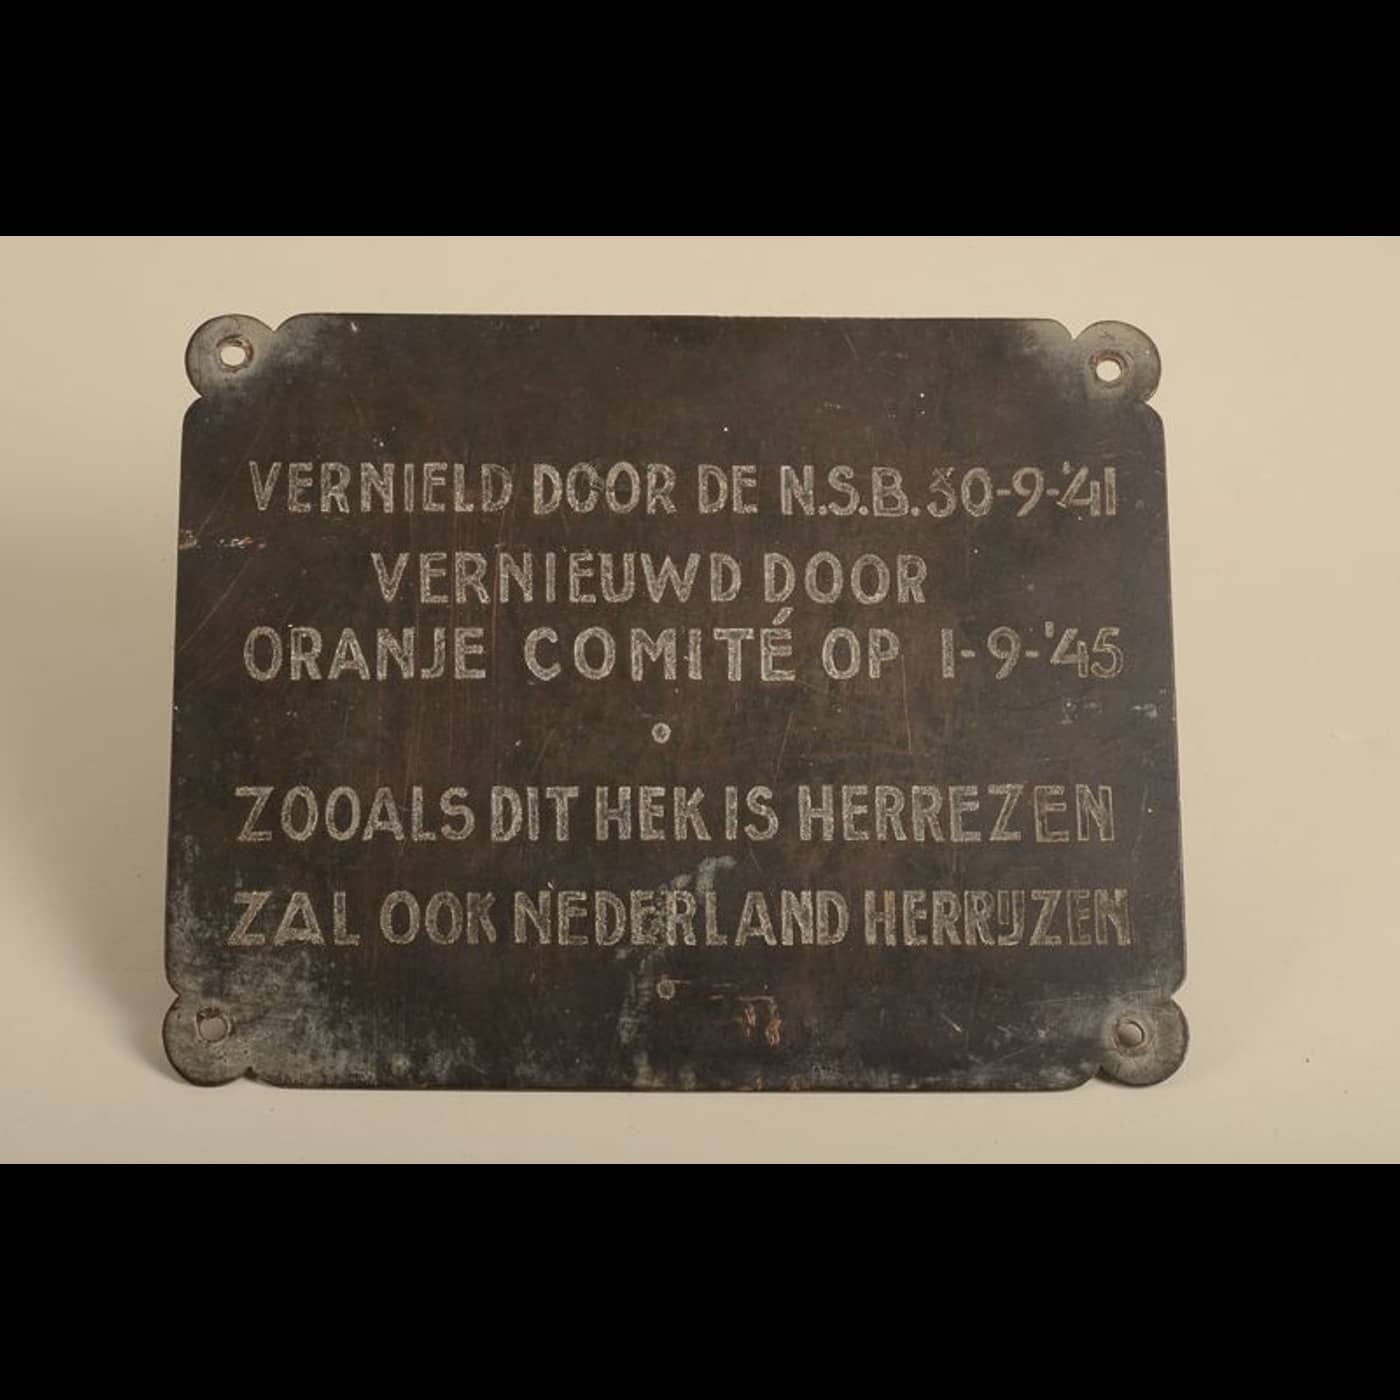 VERNIELD DOOR DE N.S.B. 30-9-'41
VERNIEUWD DOOR
ORANJE COMITÉ OP 1-9-'45
ZOOALS DIT HEK IS HERREZEN
ZAL OOK NEDERLAND HERRIJZEN